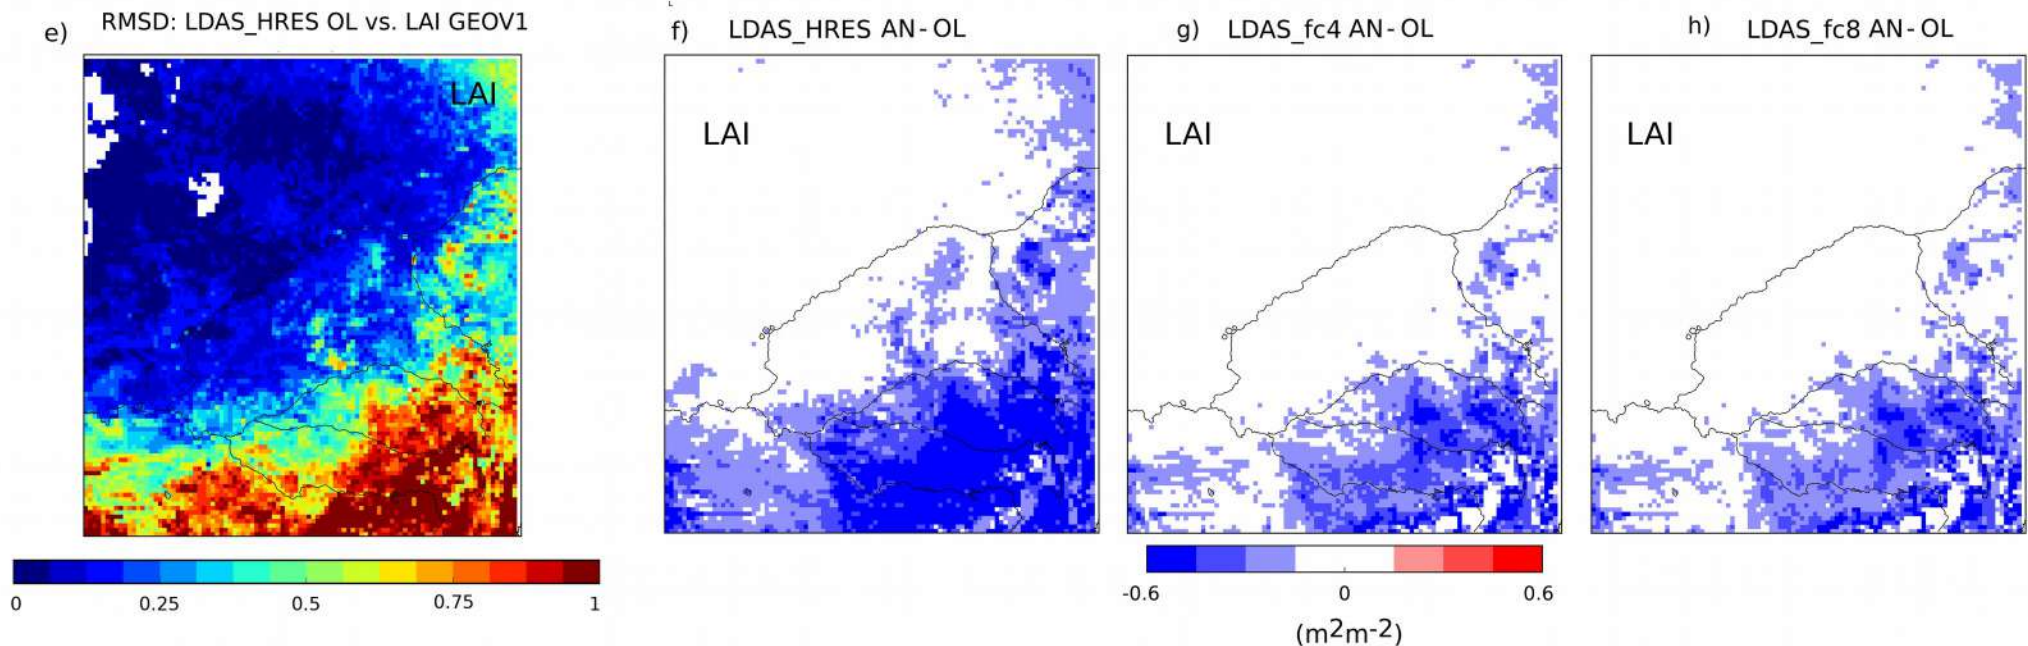 e) RMSD: LDAS_HRES OL vs. LAI GEOV1
f) LDAS_HRES AN-OL
g) LDAS_fc4 AN-OL
h) LDAS_fc8 AN-OL
LAI
LAI
LAI
LAI
0 0.25 0.5 0.75 1
-0.6 0 0.6
(m2m-2)